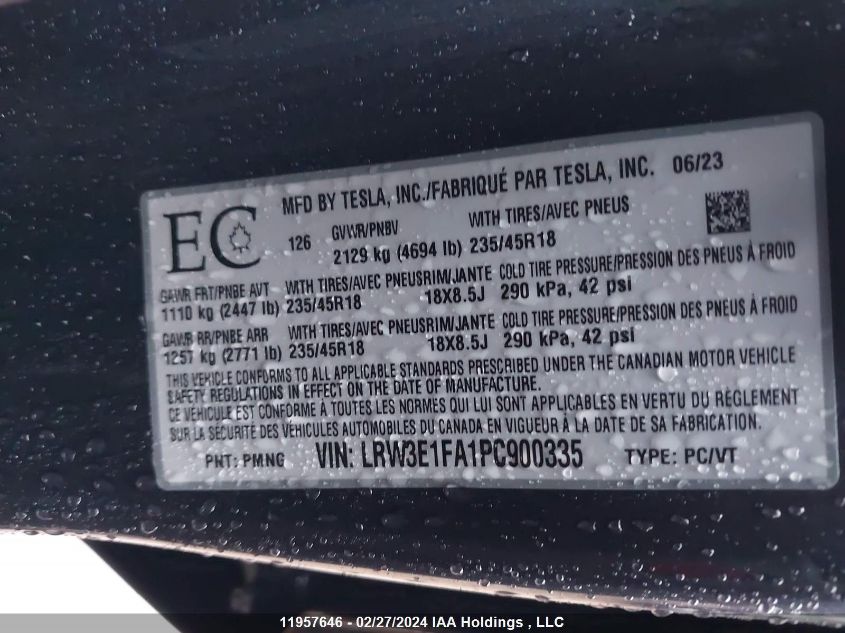 MFD BY TESLA, INC./FABRIQUÉ PAR TESLA, INC. 06/23
EC 126 GVWR/PNBV WITH TIRES/AVEC PNEUS
2129 kg (4694 lb) 235/45R18
GAWR FRT/PNBE AVT WITH TIRES/AVEC PNEUS RIM/JANTE COLD TIRE PRESSURE/PRESSION DES PNEUS À FROID
1110 kg (2447 lb) 235/45R18 18X8.5J 290 kPa, 42 psi
GAWR RR/PNBE ARR WITH TIRES/AVEC PNEUS RIM/JANTE COLD TIRE PRESSURE/PRESSION DES PNEUS À FROID
1257 kg (2771 lb) 235/45R18 18X8.5J 290 kPa, 42 psi
THIS VEHICLE CONFORMS TO ALL APPLICABLE STANDARDS PRESCRIBED UNDER THE CANADIAN MOTOR VEHICLE
SAFETY REGULATIONS IN EFFECT ON THE DATE OF MANUFACTURE.
CE VEHICULE EST CONFORME À TOUTES LES NORMES QUI LUI SONT APPLICABLES EN VERTU DU RÈGLEMENT
SUR LA SÉCURITÉ DES VÉHICULES AUTOMOBILES DU CANADA EN VIGUEUR À LA DATE DE SA FABRICATION.
PNT: PMNG VIN: LRW3E1FA1PC900335 TYPE: PC/VT
11957646 - 02/27/2024 IAA Holdings , LLC